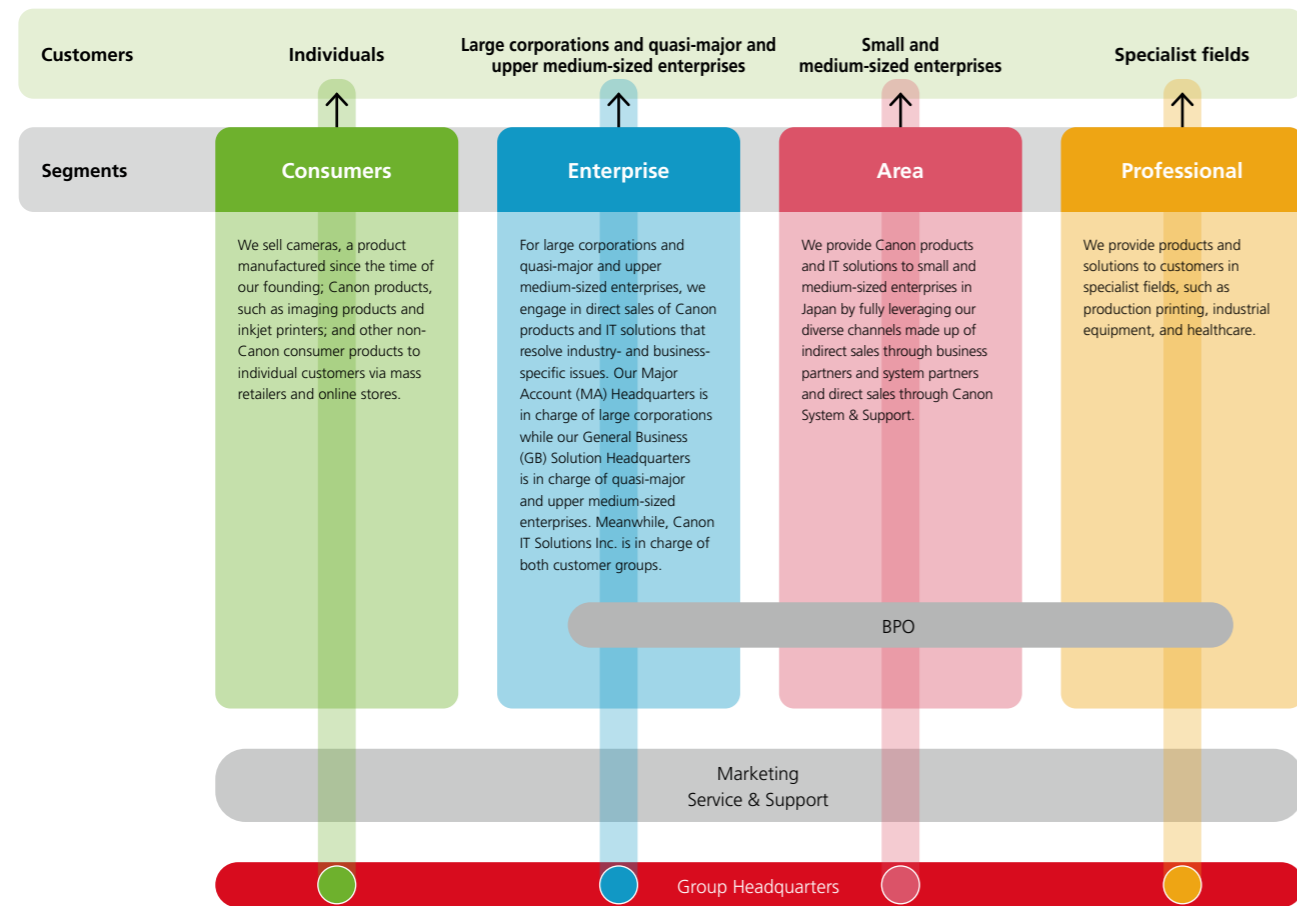 Customers
Individuals
Large corporations and quasi-major and
upper medium-sized enterprises
Small and
medium-sized enterprises
Specialist fields
Segments
Consumers
Enterprise
Area
Professional
We sell cameras, a product
manufactured since the time of
our founding; Canon products,
such as imaging products and
inkjet printers; and other non-
Canon consumer products to
individual customers via mass
retailers and online stores.
For large corporations and
quasi-major and upper
medium-sized enterprises, we
engage in direct sales of Canon
products and IT solutions that
resolve industry- and business-
specific issues. Our Major
Account (MA) Headquarters is
in charge of large corporations
while our General Business
(GB) Solution Headquarters
is in charge of quasi-major
and upper medium-sized
enterprises. Meanwhile, Canon
IT Solutions Inc. is in charge of
both customer groups.
We provide Canon products
and IT solutions to small and
medium-sized enterprises in
Japan by fully leveraging our
diverse channels made up of
indirect sales through business
partners and system partners
and direct sales through Canon
System & Support.
We provide products and
solutions to customers in
specialist fields, such as
production printing, industrial
equipment, and healthcare.
BPO
Marketing
Service & Support
Group Headquarters